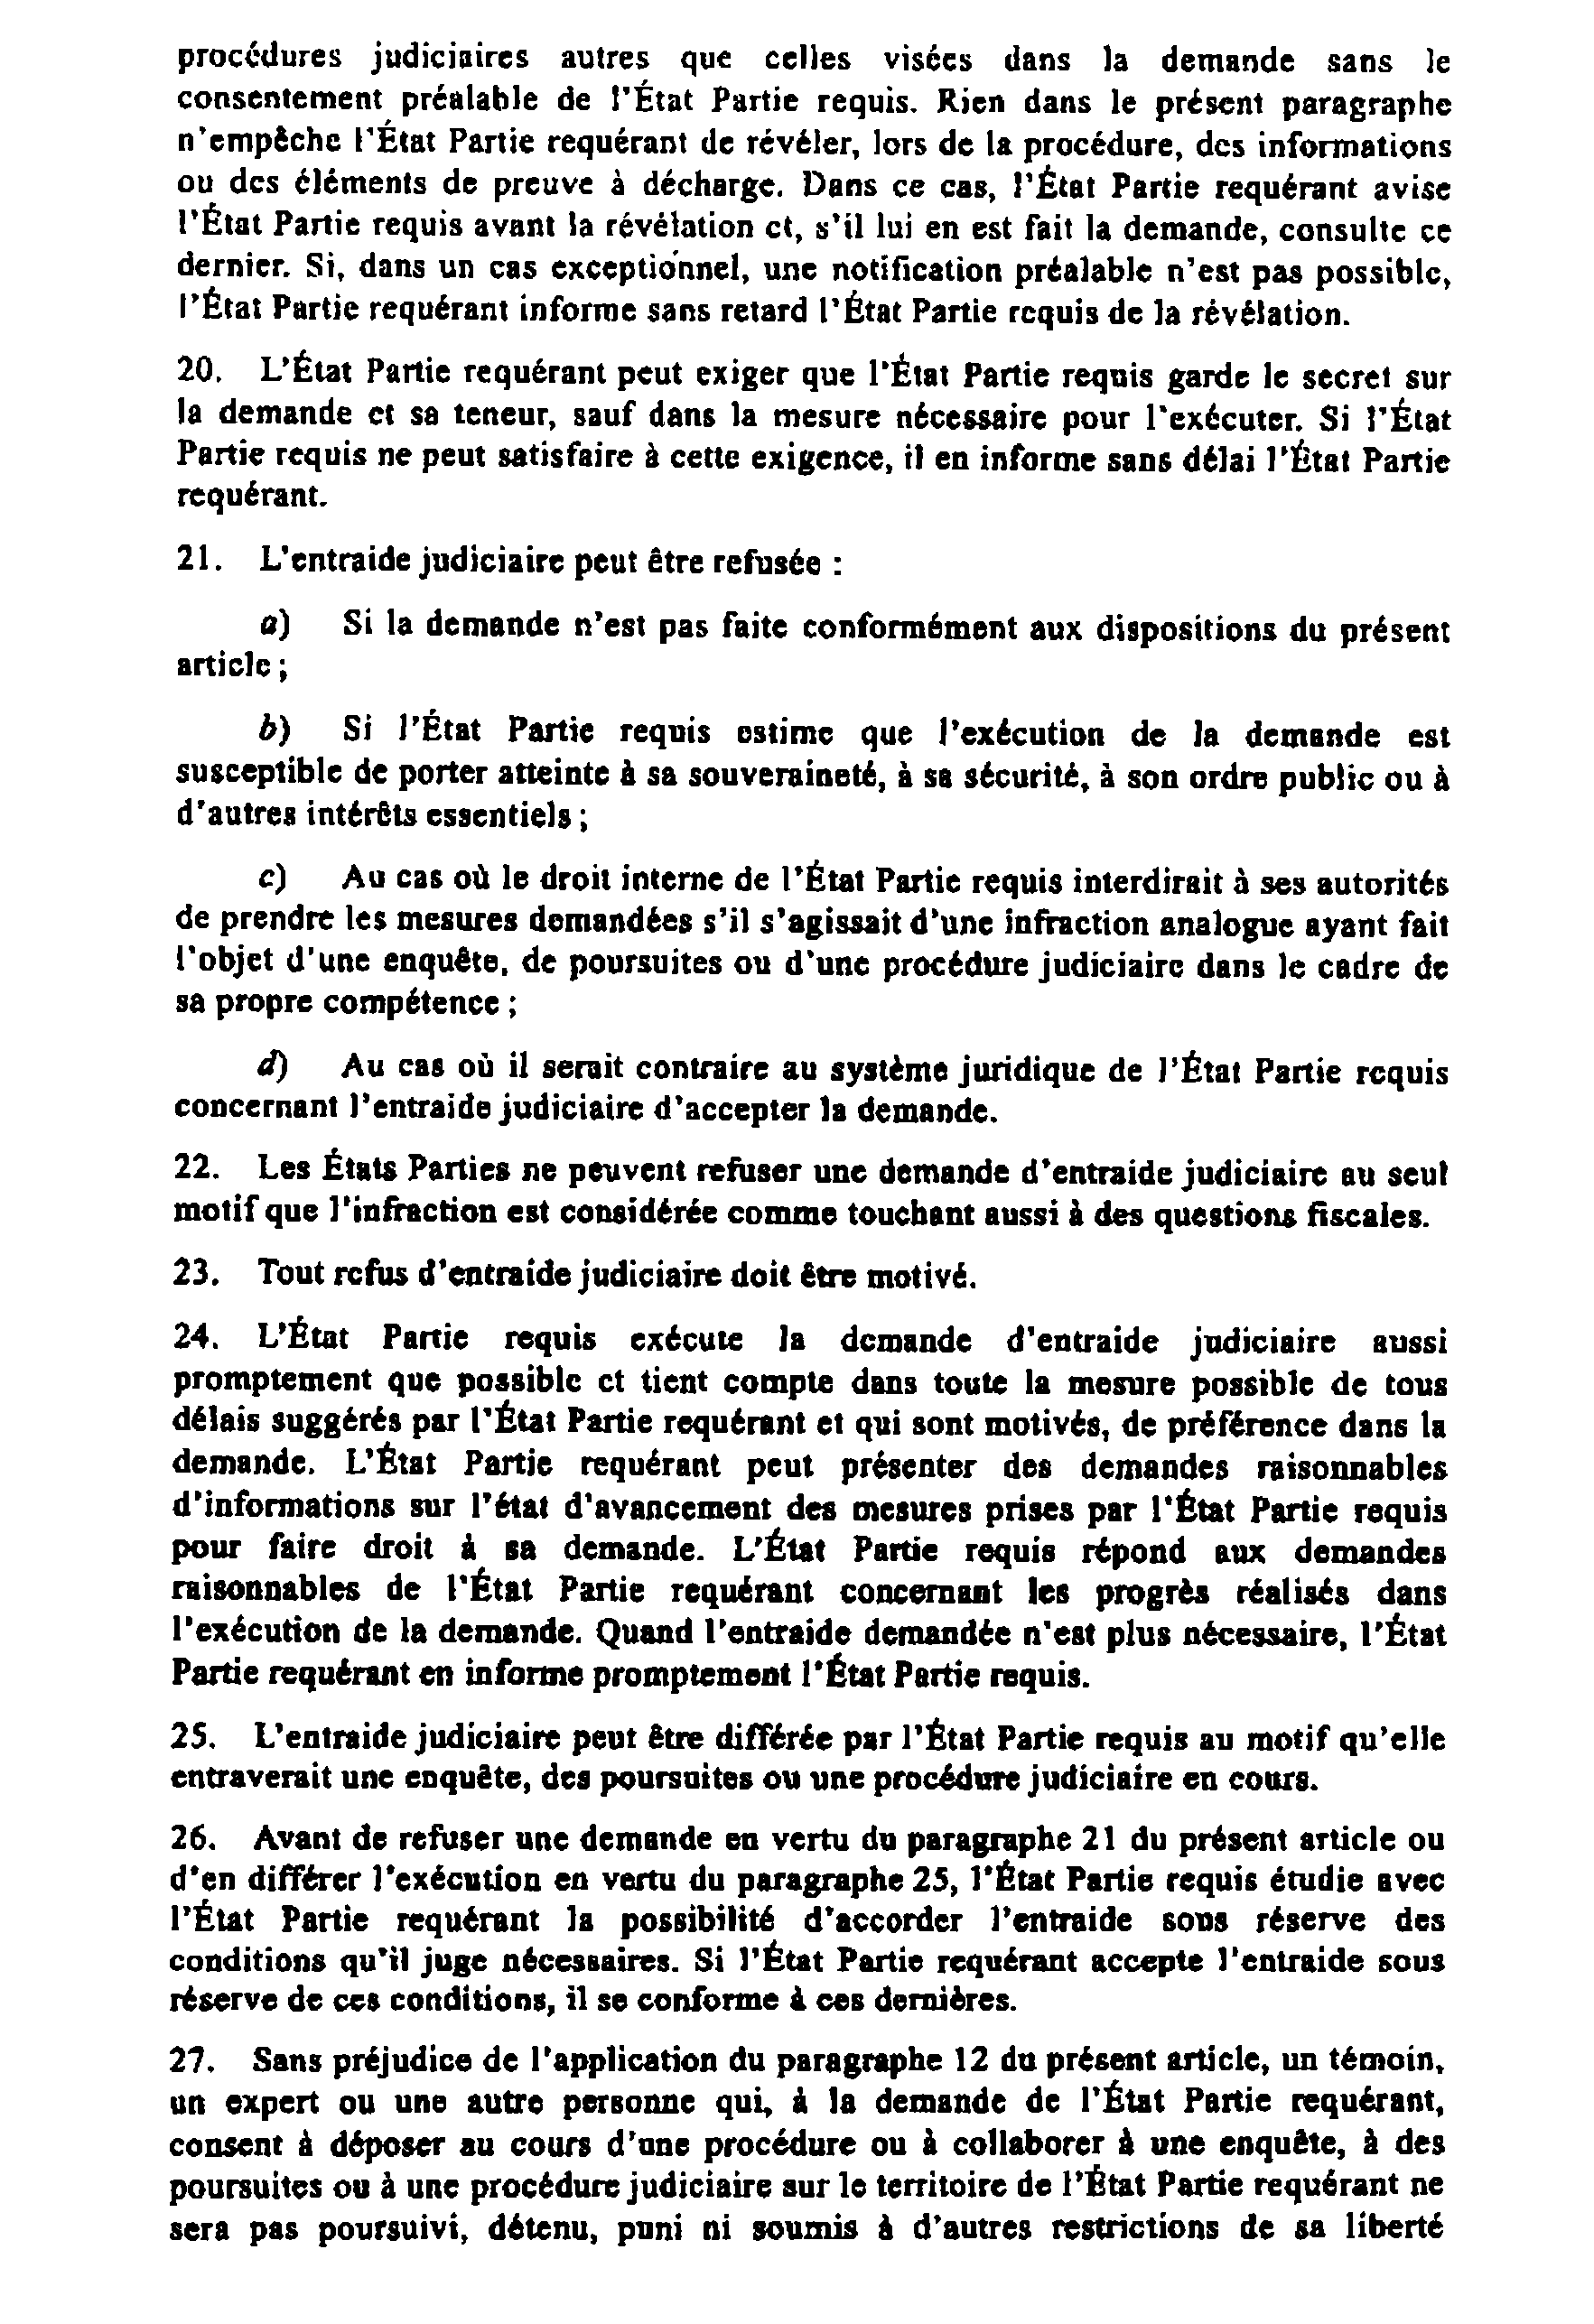 procédures judiciaires autres que celles visées dans la demande sans le
consentement préalable de l'État Partie requis. Rien dans le présent paragraphe
n'empêche l'État Partie requérant de révéler, lors de la procédure, des informations
ou des éléments de preuve à décharge. Dans ce cas, l'État Partie requérant avise
l'État Partie requis avant la révélation et, s'il lui en est fait la demande, consulte ce
dernier. Si, dans un cas exceptionnel, une notification préalable n'est pas possible,
l'État Partie requérant informe sans retard l'État Partie requis de la révélation.
20. L'État Partie requérant peut exiger que l'État Partie requis garde le secret sur
la demande et sa teneur, sauf dans la mesure nécessaire pour l'exécuter. Si l'État
Partie requis ne peut satisfaire à cette exigence, il en informe sans délai l'État Partie
requérant.
21. L'entraide judiciaire peut être refusée :
a) Si la demande n'est pas faite conformément aux dispositions du présent
article ;
b) Si l'État Partie requis estime que l'exécution de la demande est
susceptible de porter atteinte à sa souveraineté, à sa sécurité, à son ordre public ou à
d'autres intérêts essentiels ;
c) Au cas où le droit interne de l'État Partie requis interdirait à ses autorités
de prendre les mesures demandées s'il s'agissait d'une infraction analogue ayant fait
l'objet d'une enquête, de poursuites ou d'une procédure judiciaire dans le cadre de
sa propre compétence ;
d) Au cas où il serait contraire au système juridique de l'État Partie requis
concernant l'entraide judiciaire d'accepter la demande.
22. Les États Parties ne peuvent refuser une demande d'entraide judiciaire au seul
motif que l'infraction est considérée comme touchant aussi à des questions fiscales.
23. Tout refus d'entraide judiciaire doit être motivé.
24. L'État Partie requis exécute la demande d'entraide judiciaire aussi
promptement que possible et tient compte dans toute la mesure possible de tous
délais suggérés par l'État Partie requérant et qui sont motivés, de préférence dans la
demande. L'État Partie requérant peut présenter des demandes raisonnables
d'informations sur l'état d'avancement des mesures prises par l'État Partie requis
pour faire droit à sa demande. L'État Partie requis répond aux demandes
raisonnables de l'État Partie requérant concernant les progrès réalisés dans
l'exécution de la demande. Quand l'entraide demandée n'est plus nécessaire, l'État
Partie requérant en informe promptement l'État Partie requis.
25. L'entraide judiciaire peut être différée par l'État Partie requis au motif qu'elle
entraverait une enquête, des poursuites ou une procédure judiciaire en cours.
26. Avant de refuser une demande en vertu du paragraphe 21 du présent article ou
d'en différer l'exécution en vertu du paragraphe 25, l'État Partie requis étudie avec
l'État Partie requérant la possibilité d'accorder l'entraide sous réserve des
conditions qu'il juge nécessaires. Si l'État Partie requérant accepte l'entraide sous
réserve de ces conditions, il se conforme à ces dernières.
27. Sans préjudice de l'application du paragraphe 12 du présent article, un témoin,
un expert ou une autre personne qui, à la demande de l'État Partie requérant,
consent à déposer au cours d'une procédure ou à collaborer à une enquête, à des
poursuites ou à une procédure judiciaire sur le territoire de l'État Partie requérant ne
sera pas poursuivi, détenu, puni ni soumis à d'autres restrictions de sa liberté